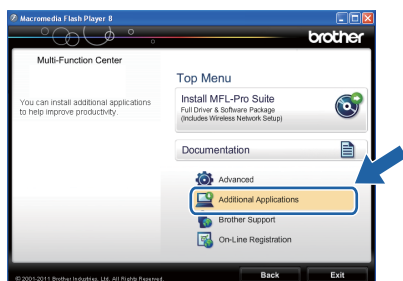 Macromedia Flash Player 8
brother
Multi-Function Center
Top Menu
You can install additional applications
to help improve productivity.
Install MFL-Pro Suite
Full Driver & Software Package
(Includes Wireless Network Setup)
Documentation
Advanced
Additional Applications
Brother Support
On-Line Registration
© 2001-2011 Brother Industries, Ltd. All Rights Reserved.
Back
Exit